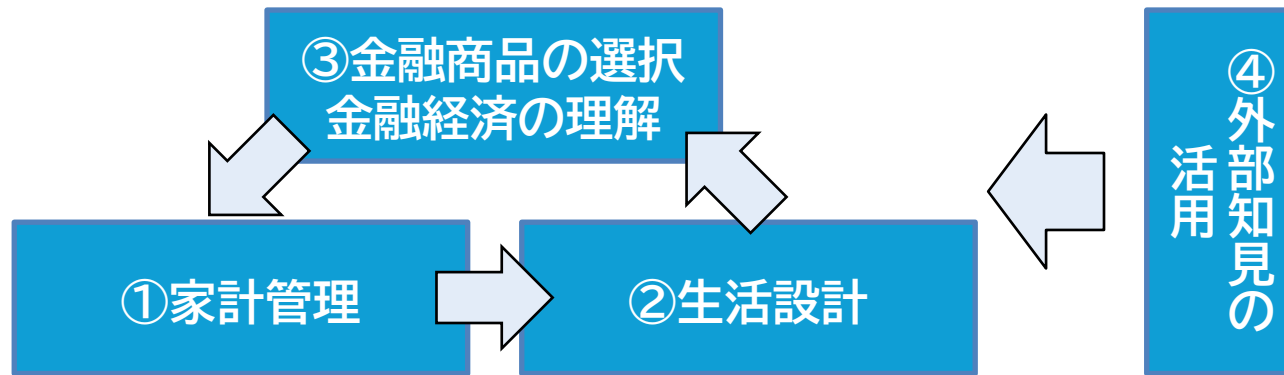 ③金融商品の選択
金融経済の理解
①家計管理
②生活設計
④外部知見の
活用